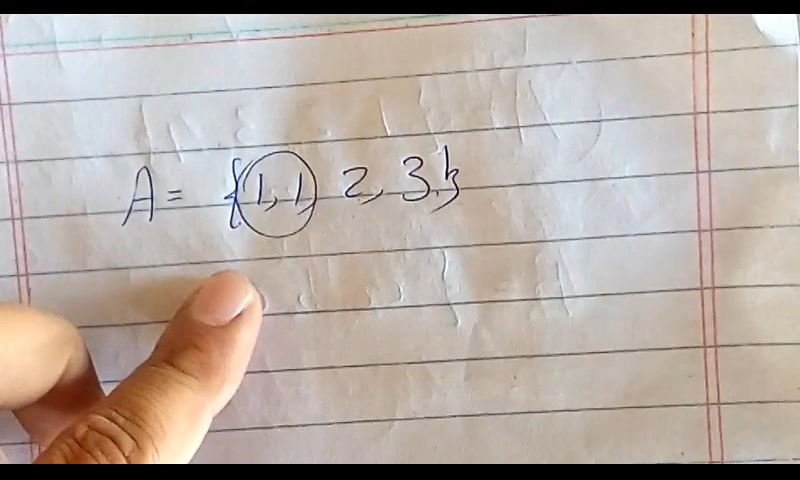 A = {1, 1, 2, 3.}